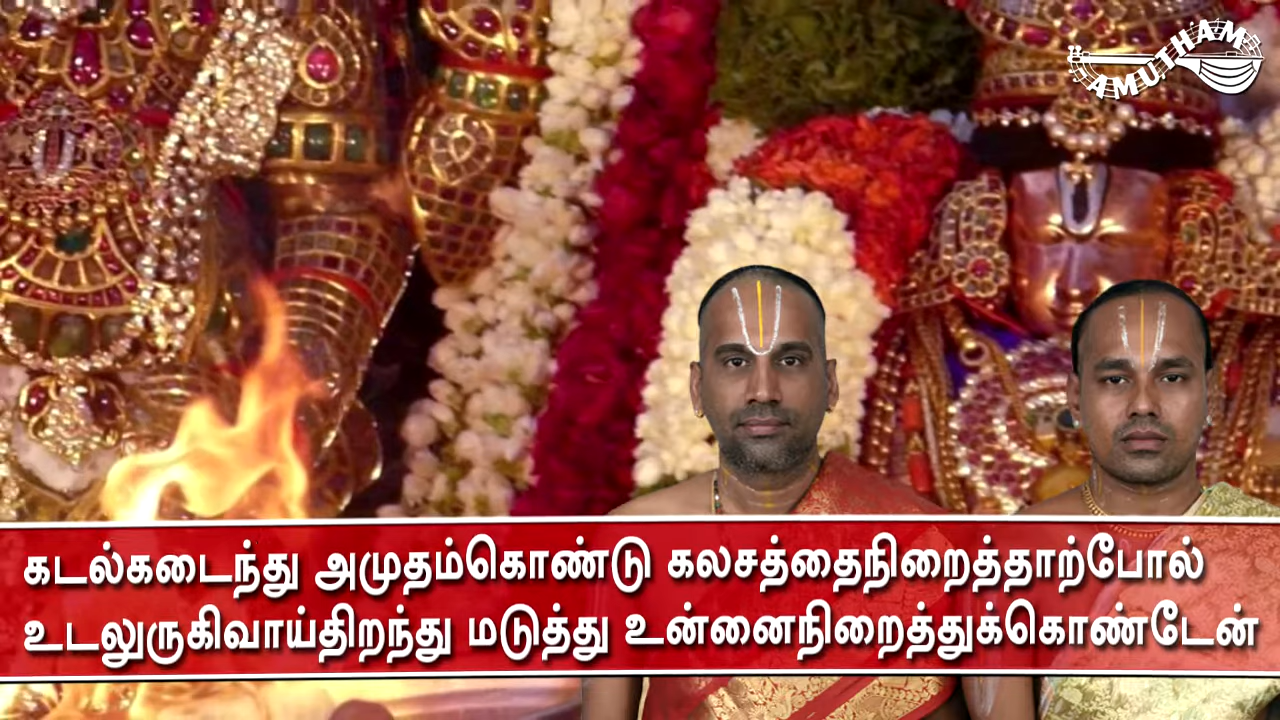 AMUTHAM
கடல்கடைந்து அமுதம்கொண்டு கலசத்தைநிறைத்தாற்போல்
உடலுருகிவாய்திறந்து மடுத்து உன்னைநிறைத்துக்கொண்டேன்